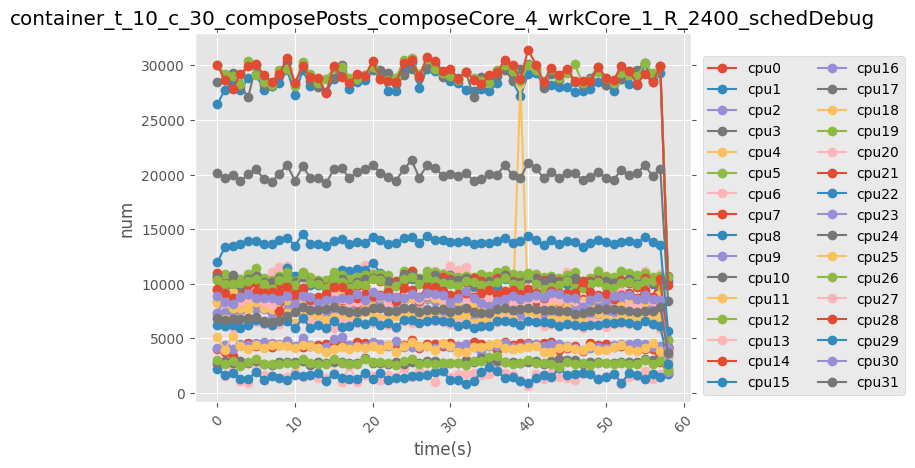 container_t_10_c_30_composePosts_composeCore_4_wrkCore_1_R_2400_schedDebug
num
30000
25000
20000
15000
10000
5000
0
0 10 20 30 40 50 60
time(s)
cpu0 cpu16
cpu1 cpu17
cpu2 cpu18
cpu3 cpu19
cpu4 cpu20
cpu5 cpu21
cpu6 cpu22
cpu7 cpu23
cpu8 cpu24
cpu9 cpu25
cpu10 cpu26
cpu11 cpu27
cpu12 cpu28
cpu13 cpu29
cpu14 cpu30
cpu15 cpu31